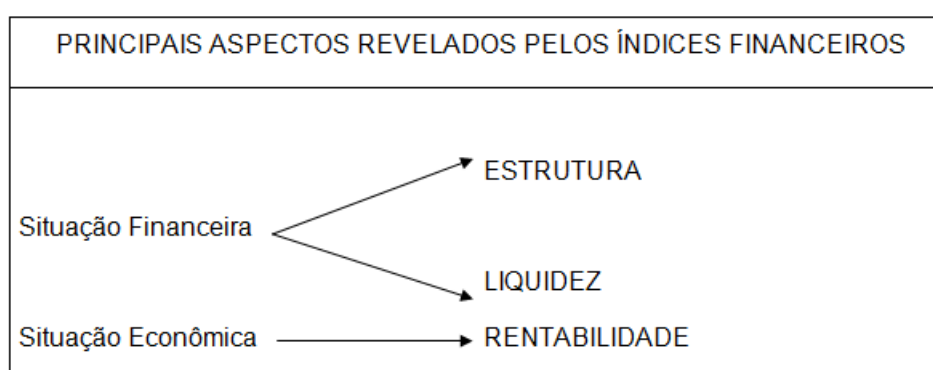 PRINCIPAIS ASPECTOS REVELADOS PELOS ÍNDICES FINANCEIROS
ESTRUTURA
Situação Financeira
LIQUIDEZ
Situação Econômica RENTABILIDADE